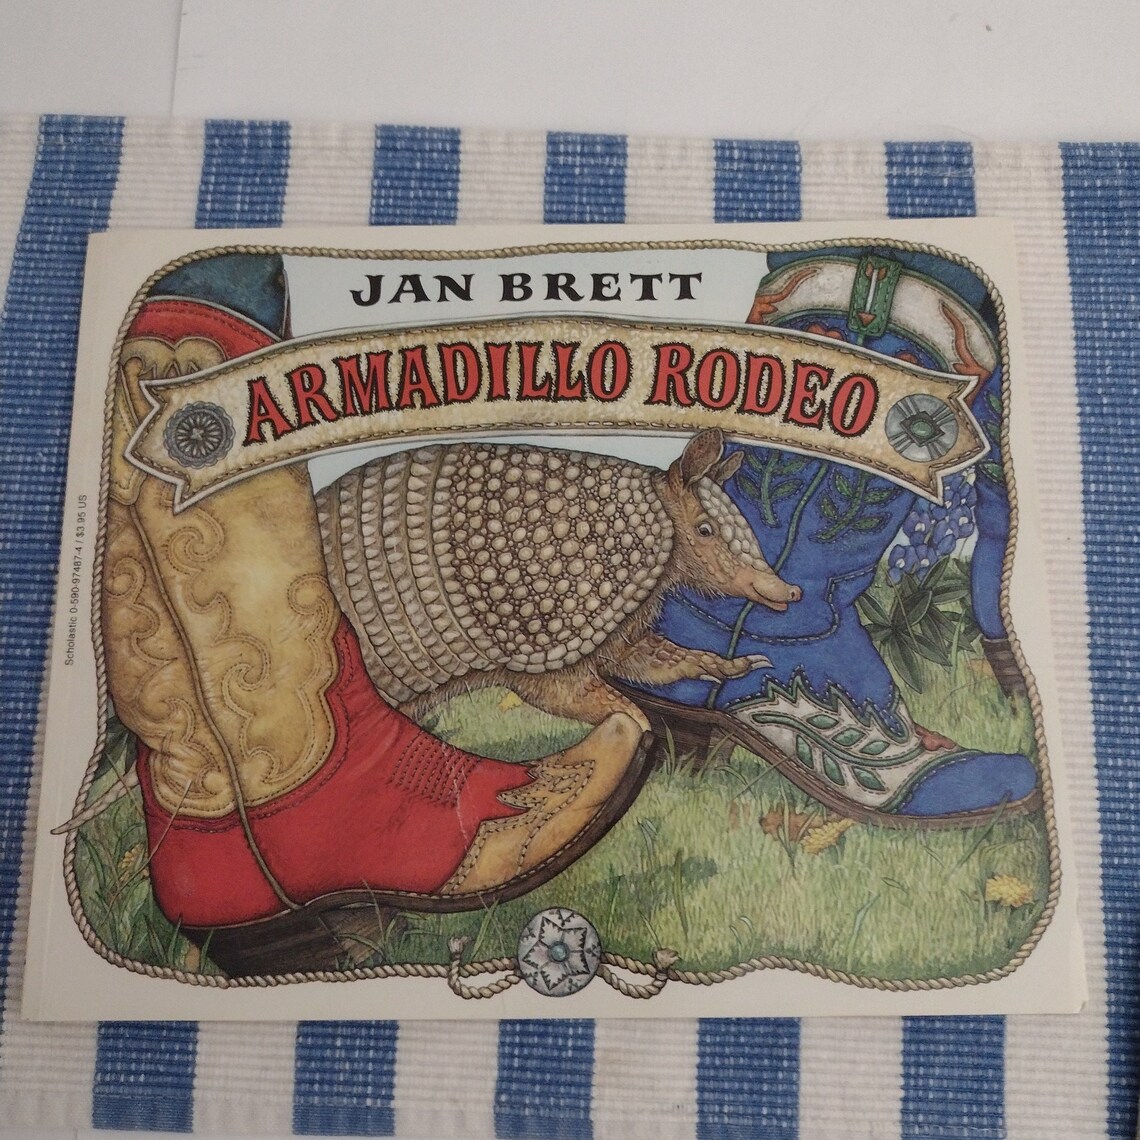 JAN BRETT
ARMADILLO RODEO
Scholastic 0-590-97487-4 / $3.95 US